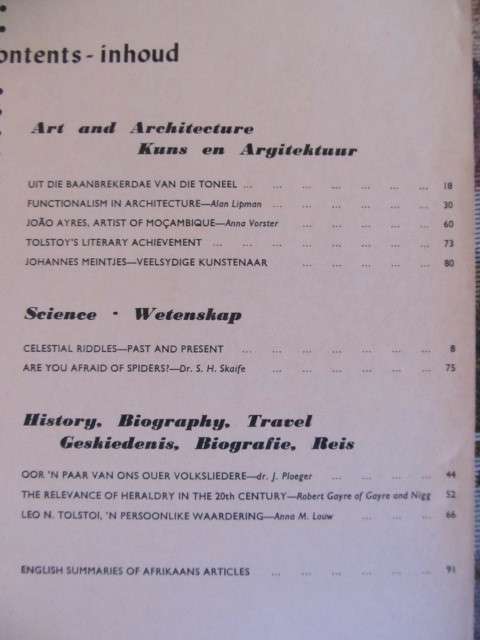 ontents - inhoud
Art and Architecture
Kuns en Argitektuur
UIT DIE BAANBREKERDAE VAN DIE TONEEL ... ... ... ... ... ... ... 18
FUNCTIONALISM IN ARCHITECTURE—Alan Lipman ... ... ... ... ... ... 30
JOÃO AYRES, ARTIST OF MOÇAMBIQUE—Anna Vorster ... ... ... ... ... 60
TOLSTOY'S LITERARY ACHIEVEMENT ... ... ... ... ... ... ... ... 73
JOHANNES MEINTJES—VEELSYDIGE KUNSTENAAR ... ... ... ... ... 80
Science · Wetenskap
CELESTIAL RIDDLES—PAST AND PRESENT ... ... ... ... ... ... ... 8
ARE YOU AFRAID OF SPIDERS?—Dr. S. H. Skaife ... ... ... ... ... ... 75
History, Biography, Travel
Geskiedenis, Biografie, Reis
OOR 'N PAAR VAN ONS OUER VOLKSLIEDERE—dr. J. Ploeger ... ... ... ... 44
THE RELEVANCE OF HERALDRY IN THE 20th CENTURY—Robert Gayre of Gayre and Nigg 52
LEO N. TOLSTOI, 'N PERSOONLIKE WAARDERING—Anna M. Louw ... ... ... 66
ENGLISH SUMMARIES OF AFRIKAANS ARTICLES ... ... ... ... ... ... 91